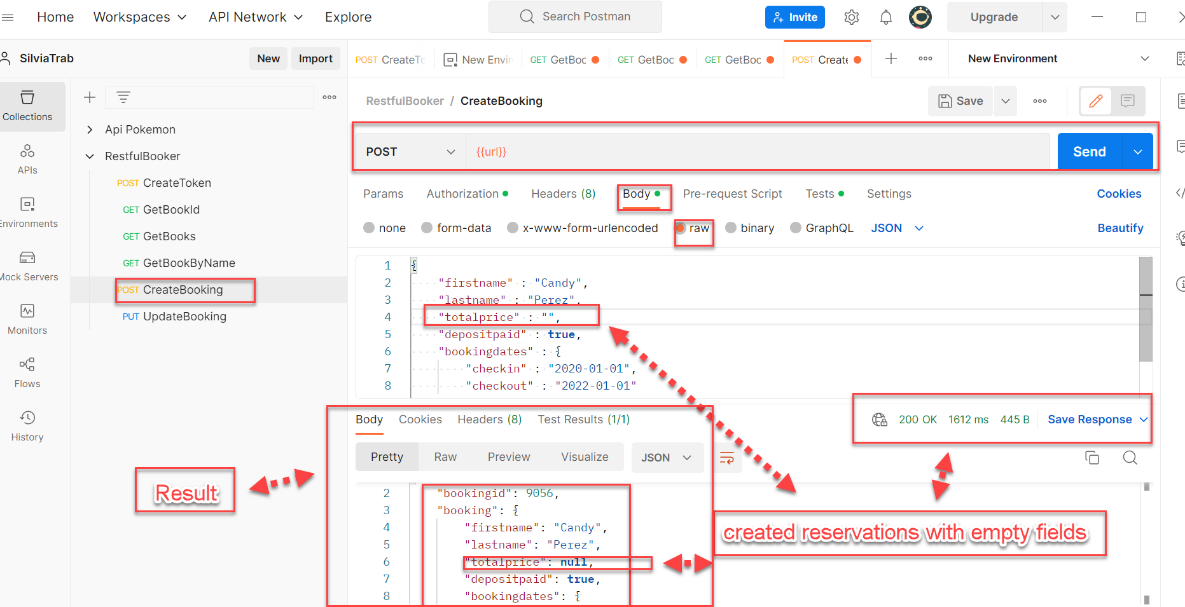 Home Workspaces API Network Explore Search Postman Invite Upgrade
SilviaTrab New Import POST CreateTo New Envir GET GetBoc GET GetBoc GET GetBoc POST Create New Environment
Collections
APIs
Environments
Mock Servers
Monitors
Flows
History
Api Pokemon
RestfulBooker
POST CreateToken
GET GetBookId
GET GetBooks
GET GetBookByName
POST CreateBooking
PUT UpdateBooking
RestfulBooker / CreateBooking Save
POST {{url}} Send
Params Authorization Headers (8) Body Pre-request Script Tests Settings Cookies
none form-data x-www-form-urlencoded raw binary GraphQL JSON Beautify
1 {
2 "firstname" : "Candy",
3 "lastname" : "Perez",
4 "totalprice" : "",
5 "depositpaid" : true,
6 "bookingdates" : {
7 "checkin" : "2020-01-01",
8 "checkout" : "2022-01-01"
Body Cookies Headers (8) Test Results (1/1) 200 OK 1612 ms 445 B Save Response
Pretty Raw Preview Visualize JSON
2 "bookingid": 9056,
3 "booking": {
4 "firstname": "Candy",
5 "lastname": "Perez",
6 "totalprice": null,
7 "depositpaid": true,
8 "bookingdates": {
Result
created reservations with empty fields